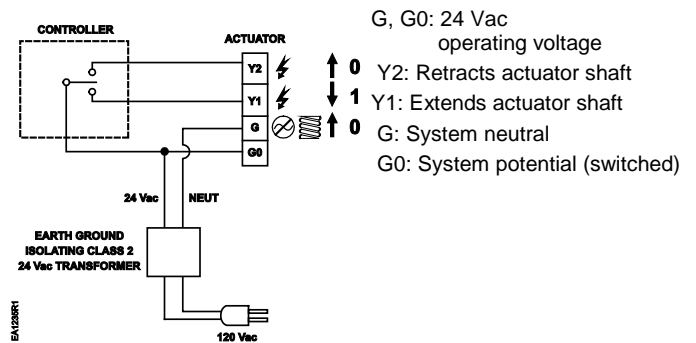 CONTROLLER
ACTUATOR
Y2
0
Y1
1
G
0
G0
24 Vac
NEUT
EARTH GROUND
ISOLATING CLASS 2
24 Vac TRANSFORMER
120 Vac
EA1235R1
G, G0: 24 Vac
operating voltage
Y2: Retracts actuator shaft
Y1: Extends actuator shaft
G: System neutral
G0: System potential (switched)